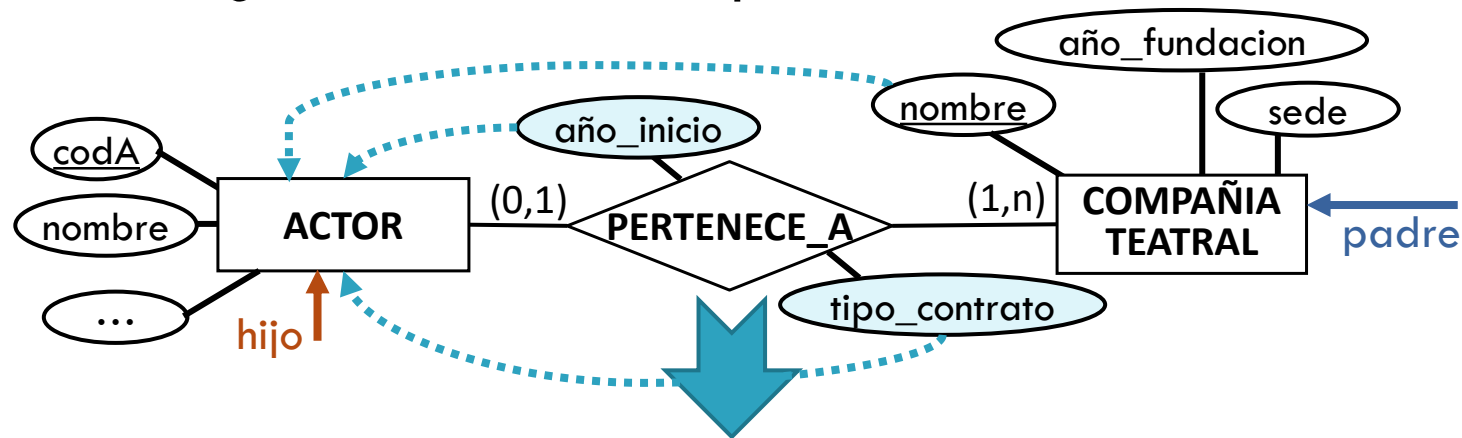 año_fundacion
nombre
sede
año_inicio
codA
(0,1)
(1,n)
nombre
ACTOR
PERTENECE_A
COMPAÑIA
TEATRAL
padre
...
hijo
tipo_contrato